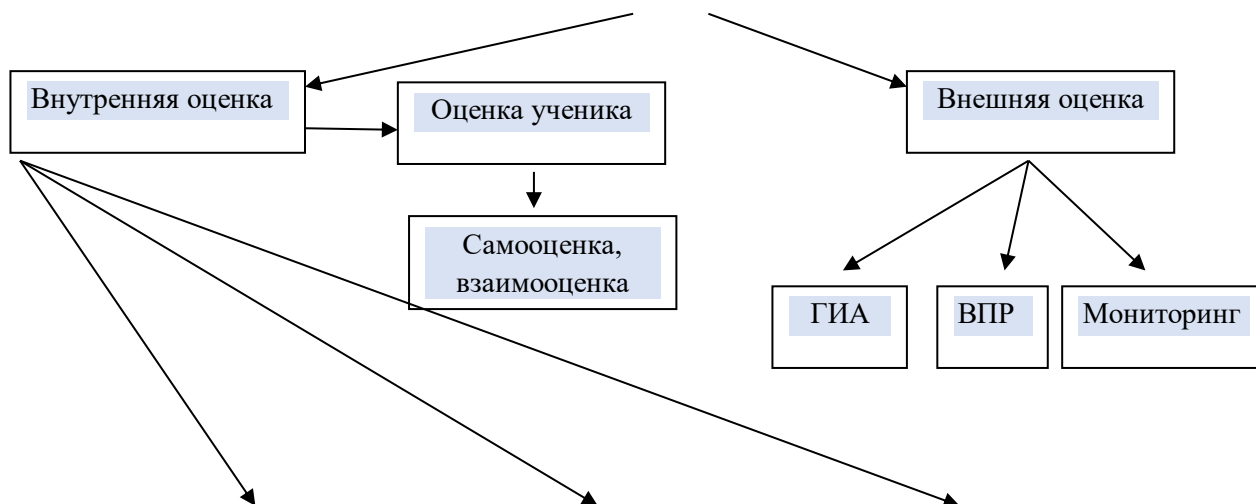 Внутренняя оценка
Оценка ученика
Внешняя оценка
Самооценка,
взаимооценка
ГИА
ВПР
Мониторинг